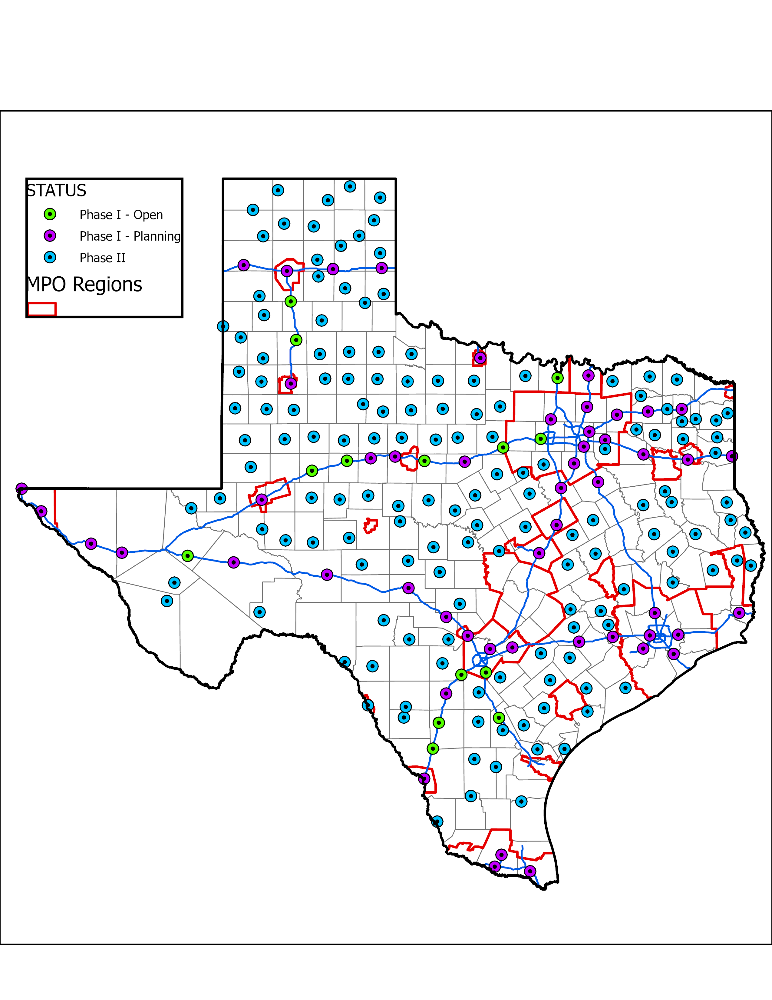 STATUS
Phase I - Open
Phase I - Planning
Phase II
MPO Regions